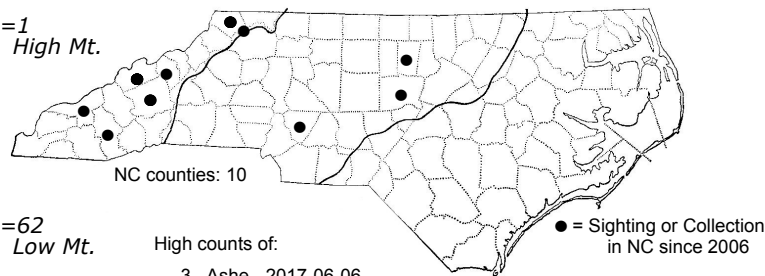 =1
High Mt.
NC counties: 10
=62
Low Mt.
High counts of:
3 - Ashe - 2017-06-06
● = Sighting or Collection
in NC since 2006